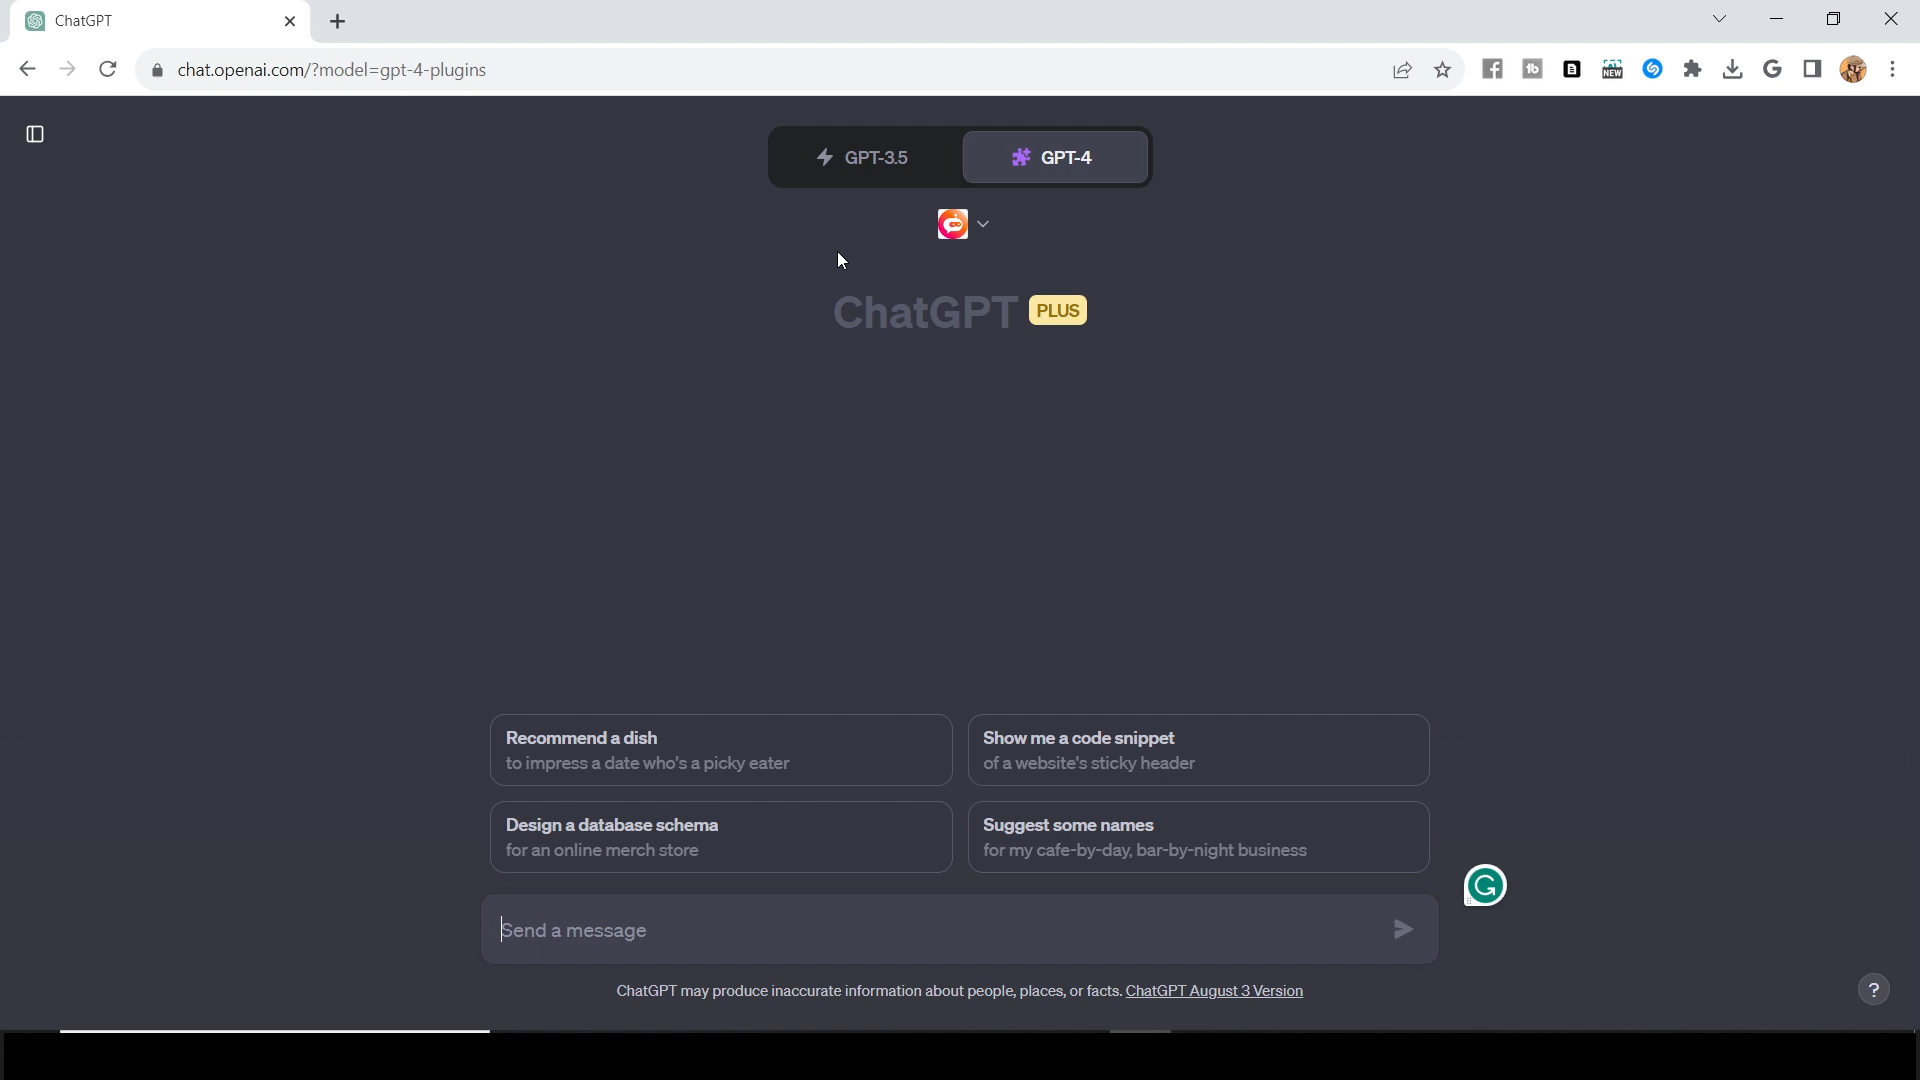 ChatGPT
chat.openai.com/?model=gpt-4-plugins
NEW
GPT-3.5
GPT-4
ChatGPT PLUS
Recommend a dish
to impress a date who's a picky eater
Show me a code snippet
of a website's sticky header
Design a database schema
for an online merch store
Suggest some names
for my cafe-by-day, bar-by-night business
Send a message
ChatGPT may produce inaccurate information about people, places, or facts. ChatGPT August 3 Version
?